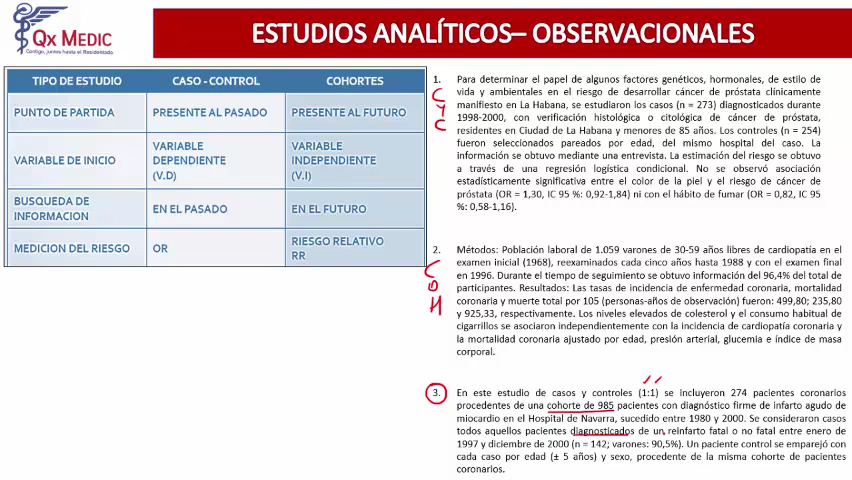 Qx MEDIC
Contigo, juntos hasta el Residentado
ESTUDIOS ANALÍTICOS– OBSERVACIONALES
TIPO DE ESTUDIO CASO - CONTROL COHORTES
PUNTO DE PARTIDA PRESENTE AL PASADO PRESENTE AL FUTURO
VARIABLE DE INICIO VARIABLE DEPENDIENTE (V.D) VARIABLE INDEPENDIENTE (V.I)
BUSQUEDA DE INFORMACION EN EL PASADO EN EL FUTURO
MEDICION DEL RIESGO OR RIESGO RELATIVO RR
1. Para determinar el papel de algunos factores genéticos, hormonales, de estilo de
vida y ambientales en el riesgo de desarrollar cáncer de próstata clínicamente
manifiesto en La Habana, se estudiaron los casos (n = 273) diagnosticados durante
1998-2000, con verificación histológica o citológica de cáncer de próstata,
residentes en Ciudad de La Habana y menores de 85 años. Los controles (n = 254)
fueron seleccionados pareados por edad, del mismo hospital del caso. La
información se obtuvo mediante una entrevista. La estimación del riesgo se obtuvo
a través de una regresión logística condicional. No se observó asociación
estadísticamente significativa entre el color de la piel y el riesgo de cáncer de
próstata (OR = 1,30, IC 95 %: 0,92-1,84) ni con el hábito de fumar (OR = 0,82, IC 95
%: 0,58-1,16).
C
Y
C
2. Métodos: Población laboral de 1.059 varones de 30-59 años libres de cardiopatía en el
examen inicial (1968), reexaminados cada cinco años hasta 1988 y con el examen final
en 1996. Durante el tiempo de seguimiento se obtuvo información del 96,4% del total de
participantes. Resultados: Las tasas de incidencia de enfermedad coronaria, mortalidad
coronaria y muerte total por 105 (personas-años de observación) fueron: 499,80; 235,80
y 925,33, respectivamente. Los niveles elevados de colesterol y el consumo habitual de
cigarrillos se asociaron independientemente con la incidencia de cardiopatía coronaria y
la mortalidad coronaria ajustado por edad, presión arterial, glucemia e índice de masa
corporal.
C
O
H
3. En este estudio de casos y controles (1:1) se incluyeron 274 pacientes coronarios
procedentes de una cohorte de 985 pacientes con diagnóstico firme de infarto agudo de
miocardio en el Hospital de Navarra, sucedido entre 1980 y 2000. Se consideraron casos
todos aquellos pacientes diagnosticados de un reinfarto fatal o no fatal entre enero de
1997 y diciembre de 2000 (n = 142; varones: 90,5%). Un paciente control se emparejó con
cada caso por edad (± 5 años) y sexo, procedente de la misma cohorte de pacientes
coronarios.